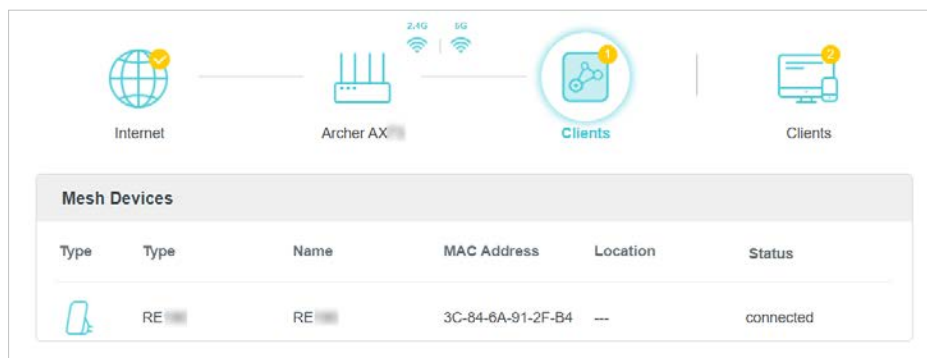 2.4G 5G
1
2
Internet
Archer AX
Clients
Clients
Mesh Devices
Type Type Name MAC Address Location Status
RE RE 3C-84-6A-91-2F-B4 --- connected